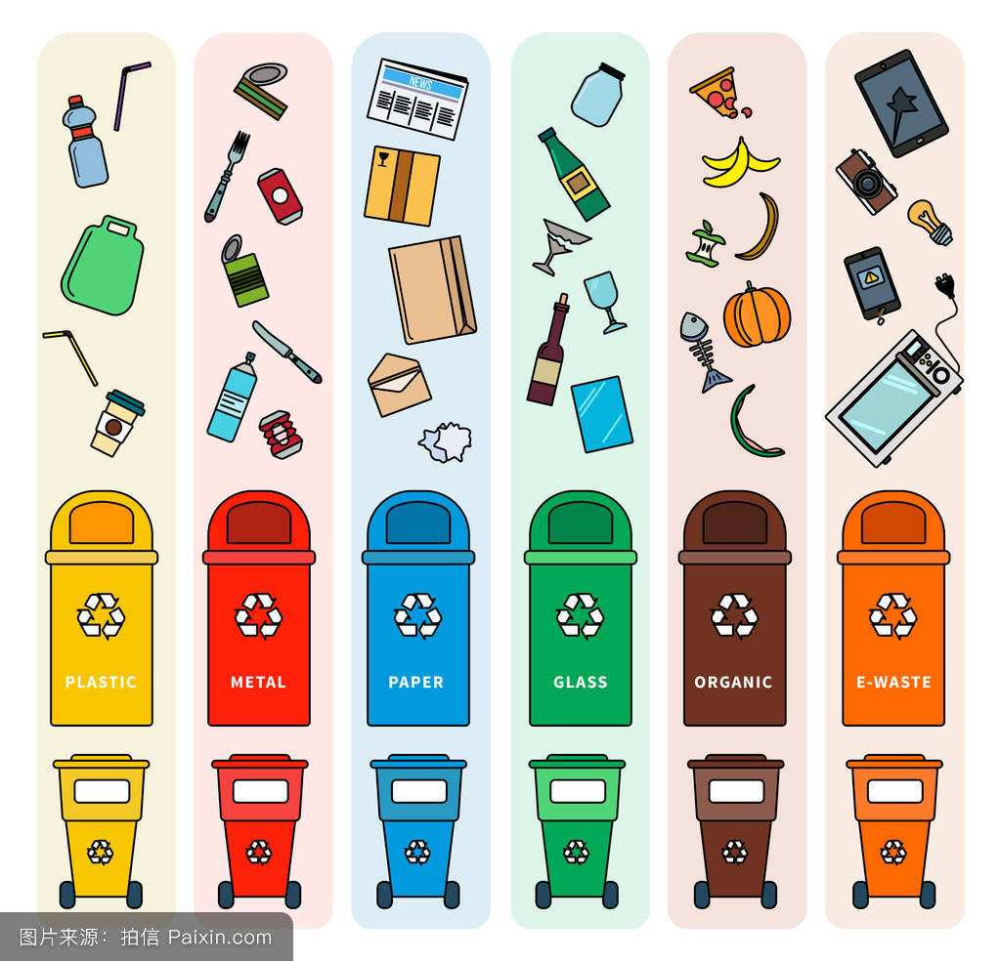 NEWS
PLASTIC
METAL
PAPER
GLASS
ORGANIC
E-WASTE
图片来源：拍信 Paixin.com